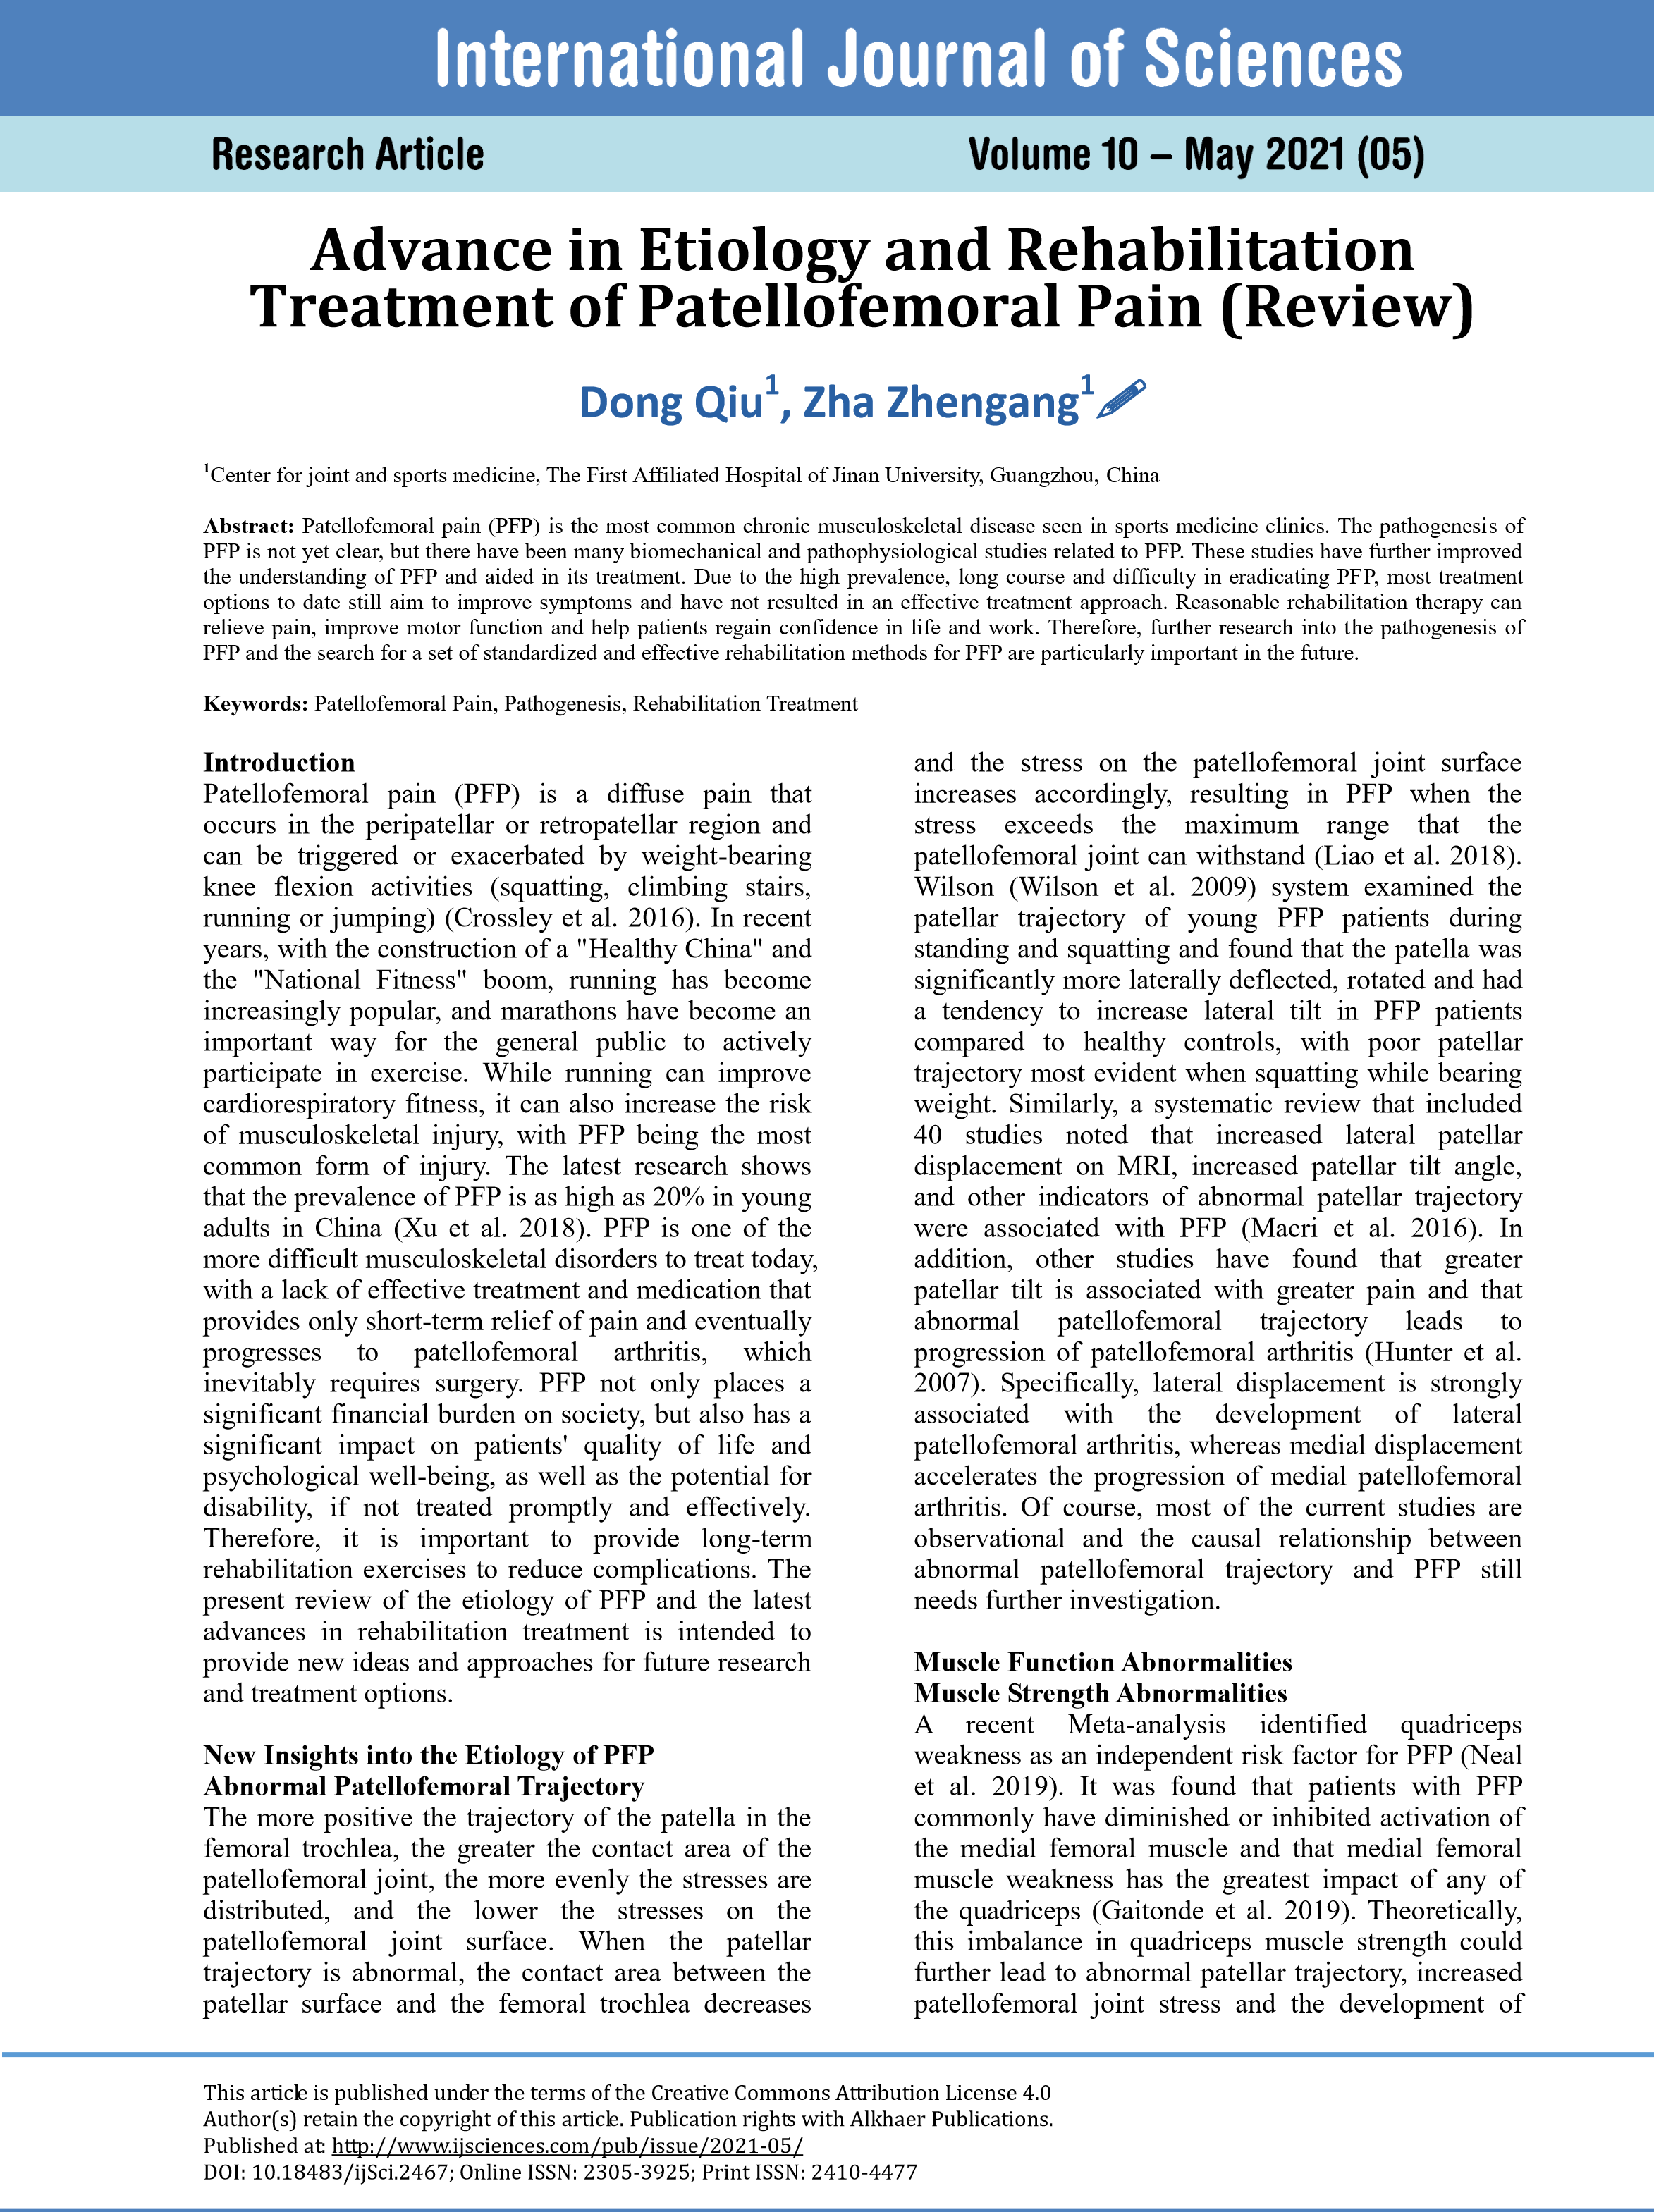 International Journal of Sciences
Research Article
Volume 10 – May 2021 (05)
Advance in Etiology and Rehabilitation
Treatment of Patellofemoral Pain (Review)
Dong Qiu1, Zha Zhengang1
1Center for joint and sports medicine, The First Affiliated Hospital of Jinan University, Guangzhou, China
Abstract: Patellofemoral pain (PFP) is the most common chronic musculoskeletal disease seen in sports medicine clinics. The pathogenesis of
PFP is not yet clear, but there have been many biomechanical and pathophysiological studies related to PFP. These studies have further improved
the understanding of PFP and aided in its treatment. Due to the high prevalence, long course and difficulty in eradicating PFP, most treatment
options to date still aim to improve symptoms and have not resulted in an effective treatment approach. Reasonable rehabilitation therapy can
relieve pain, improve motor function and help patients regain confidence in life and work. Therefore, further research into the pathogenesis of
PFP and the search for a set of standardized and effective rehabilitation methods for PFP are particularly important in the future.
Keywords: Patellofemoral Pain, Pathogenesis, Rehabilitation Treatment
Introduction
Patellofemoral pain (PFP) is a diffuse pain that
occurs in the peripatellar or retropatellar region and
can be triggered or exacerbated by weight-bearing
knee flexion activities (squatting, climbing stairs,
running or jumping) (Crossley et al. 2016). In recent
years, with the construction of a "Healthy China" and
the "National Fitness" boom, running has become
increasingly popular, and marathons have become an
important way for the general public to actively
participate in exercise. While running can improve
cardiorespiratory fitness, it can also increase the risk
of musculoskeletal injury, with PFP being the most
common form of injury. The latest research shows
that the prevalence of PFP is as high as 20% in young
adults in China (Xu et al. 2018). PFP is one of the
more difficult musculoskeletal disorders to treat today,
with a lack of effective treatment and medication that
provides only short-term relief of pain and eventually
progresses to patellofemoral arthritis, which
inevitably requires surgery. PFP not only places a
significant financial burden on society, but also has a
significant impact on patients' quality of life and
psychological well-being, as well as the potential for
disability, if not treated promptly and effectively.
Therefore, it is important to provide long-term
rehabilitation exercises to reduce complications. The
present review of the etiology of PFP and the latest
advances in rehabilitation treatment is intended to
provide new ideas and approaches for future research
and treatment options.
New Insights into the Etiology of PFP
Abnormal Patellofemoral Trajectory
The more positive the trajectory of the patella in the
femoral trochlea, the greater the contact area of the
patellofemoral joint, the more evenly the stresses are
distributed, and the lower the stresses on the
patellofemoral joint surface. When the patellar
trajectory is abnormal, the contact area between the
patellar surface and the femoral trochlea decreases
and the stress on the patellofemoral joint surface
increases accordingly, resulting in PFP when the
stress exceeds the maximum range that the
patellofemoral joint can withstand (Liao et al. 2018).
Wilson (Wilson et al. 2009) system examined the
patellar trajectory of young PFP patients during
standing and squatting and found that the patella was
significantly more laterally deflected, rotated and had
a tendency to increase lateral tilt in PFP patients
compared to healthy controls, with poor patellar
trajectory most evident when squatting while bearing
weight. Similarly, a systematic review that included
40 studies noted that increased lateral patellar
displacement on MRI, increased patellar tilt angle,
and other indicators of abnormal patellar trajectory
were associated with PFP (Macri et al. 2016). In
addition, other studies have found that greater
patellar tilt is associated with greater pain and that
abnormal patellofemoral trajectory leads to
progression of patellofemoral arthritis (Hunter et al.
2007). Specifically, lateral displacement is strongly
associated with the development of lateral
patellofemoral arthritis, whereas medial displacement
accelerates the progression of medial patellofemoral
arthritis. Of course, most of the current studies are
observational and the causal relationship between
abnormal patellofemoral trajectory and PFP still
needs further investigation.
Muscle Function Abnormalities
Muscle Strength Abnormalities
A recent Meta-analysis identified quadriceps
weakness as an independent risk factor for PFP (Neal
et al. 2019). It was found that patients with PFP
commonly have diminished or inhibited activation of
the medial femoral muscle and that medial femoral
muscle weakness has the greatest impact of any of
the quadriceps (Gaitonde et al. 2019). Theoretically,
this imbalance in quadriceps muscle strength could
further lead to abnormal patellar trajectory, increased
patellofemoral joint stress and the development of
This article is published under the terms of the Creative Commons Attribution License 4.0
Author(s) retain the copyright of this article. Publication rights with Alkhaer Publications.
Published at: http://www.ijsciences.com/pub/issue/2021-05/
DOI: 10.18483/ijSci.2467; Online ISSN: 2305-3925; Print ISSN: 2410-4477